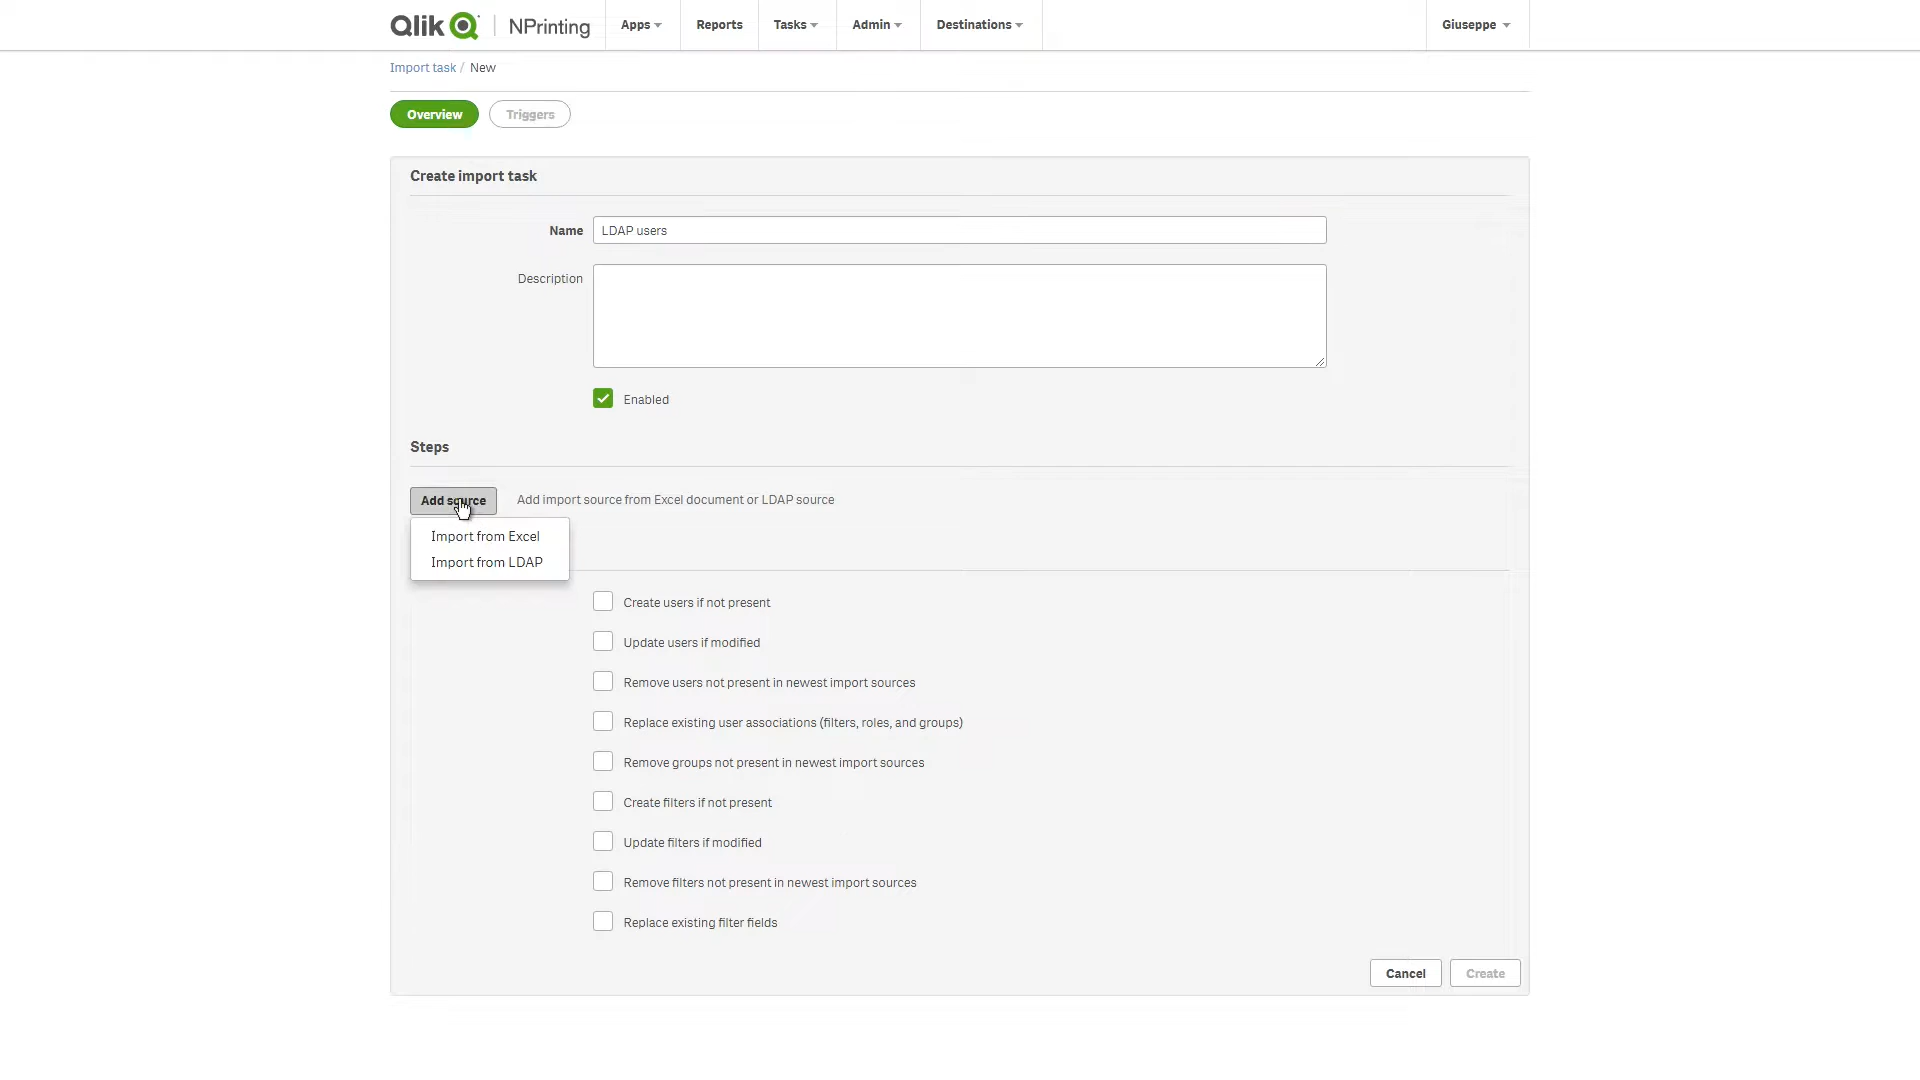 Qlik NPrinting Apps Reports Tasks Admin Destinations Giuseppe
Import task / New
Overview Triggers
Create import task
Name LDAP users
Description
Enabled
Steps
Add source Add import source from Excel document or LDAP source
Import from Excel
Import from LDAP
Create users if not present
Update users if modified
Remove users not present in newest import sources
Replace existing user associations (filters, roles, and groups)
Remove groups not present in newest import sources
Create filters if not present
Update filters if modified
Remove filters not present in newest import sources
Replace existing filter fields
Cancel Create